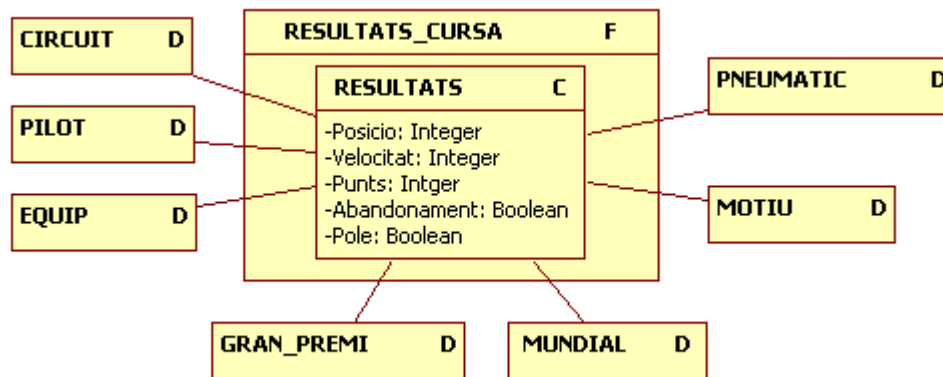 CIRCUIT D
RESULTATS_CURSA F
RESULTATS C
PNEUMATIC D
PILOT D
-Posicio: Integer
-Velocitat: Integer
-Punts: Intger
-Abandonament: Boolean
-Pole: Boolean
EQUIP D
MOTIU D
GRAN_PREMI D
MUNDIAL D